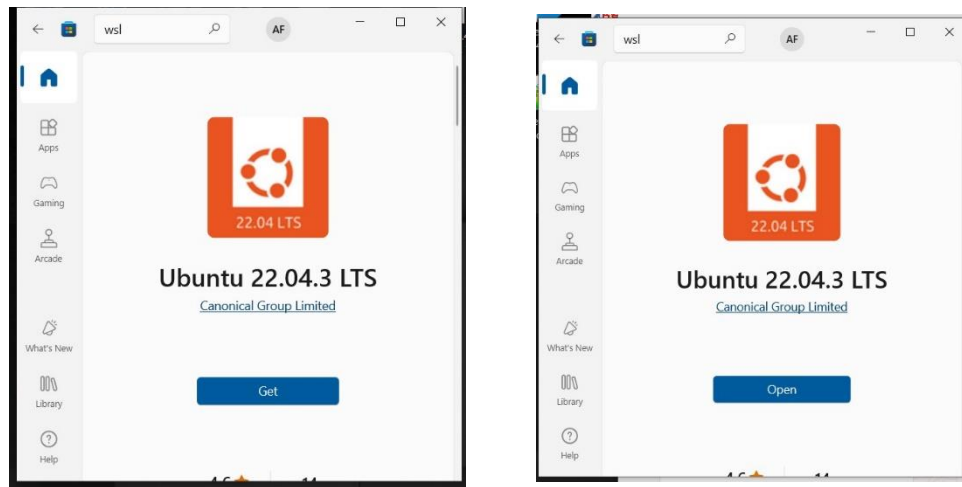 wsl
AF
Apps
Gaming
Arcade
What's New
Library
Help
22.04 LTS
Ubuntu 22.04.3 LTS
Canonical Group Limited
Get
wsl
AF
Apps
Gaming
Arcade
What's New
Library
Help
22.04 LTS
Ubuntu 22.04.3 LTS
Canonical Group Limited
Open